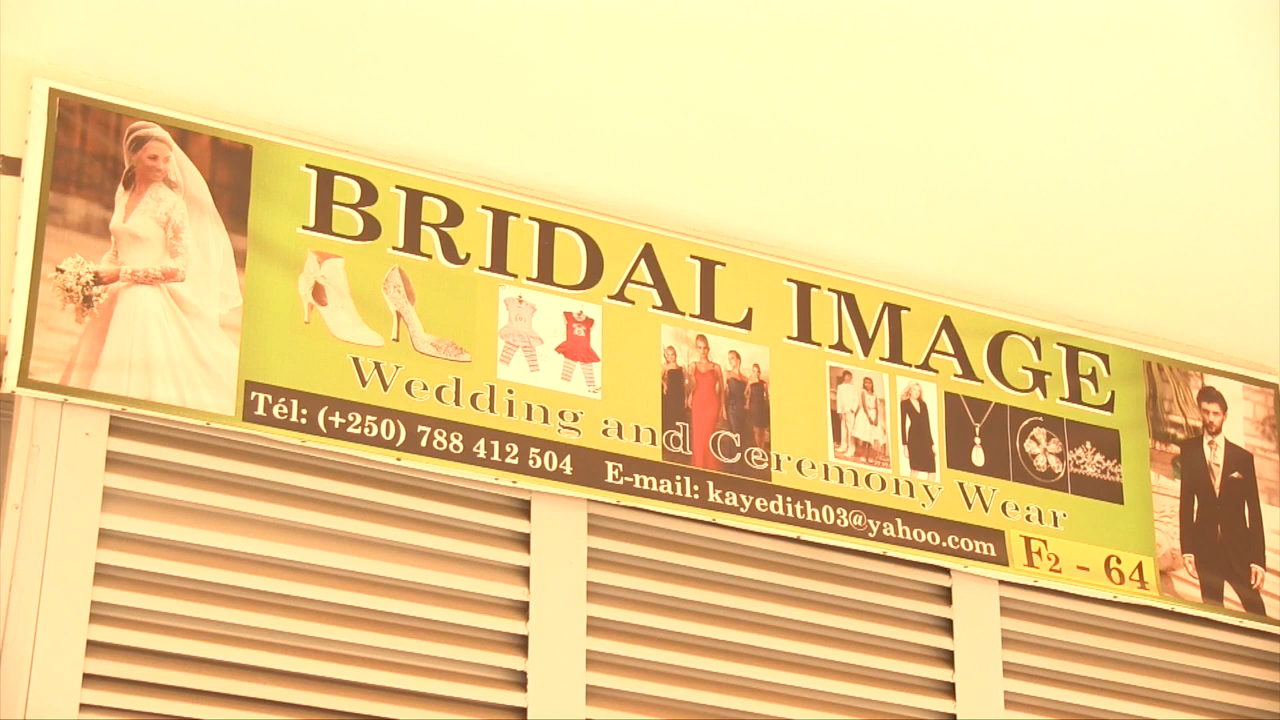 BRIDAL IMAGE
Wedding and Ceremony Wear
Tél: (+250) 788 412 504 E-mail: kayedith03@yahoo.com
F2 - 64